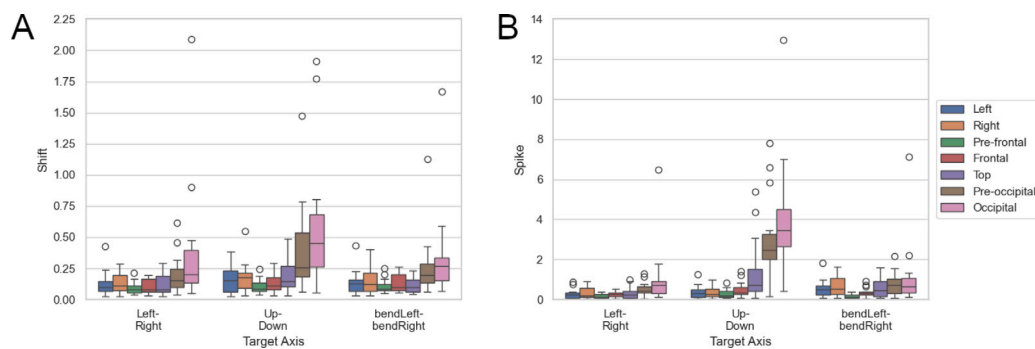 A
Shift
2.25
2.00
1.75
1.50
1.25
1.00
0.75
0.50
0.25
0.00
Left-
Right
Up-
Down
bendLeft-
bendRight
Target Axis
B
Spike
14
12
10
8
6
4
2
0
Left-
Right
Up-
Down
bendLeft-
bendRight
Target Axis
Left
Right
Pre-frontal
Frontal
Top
Pre-occipital
Occipital